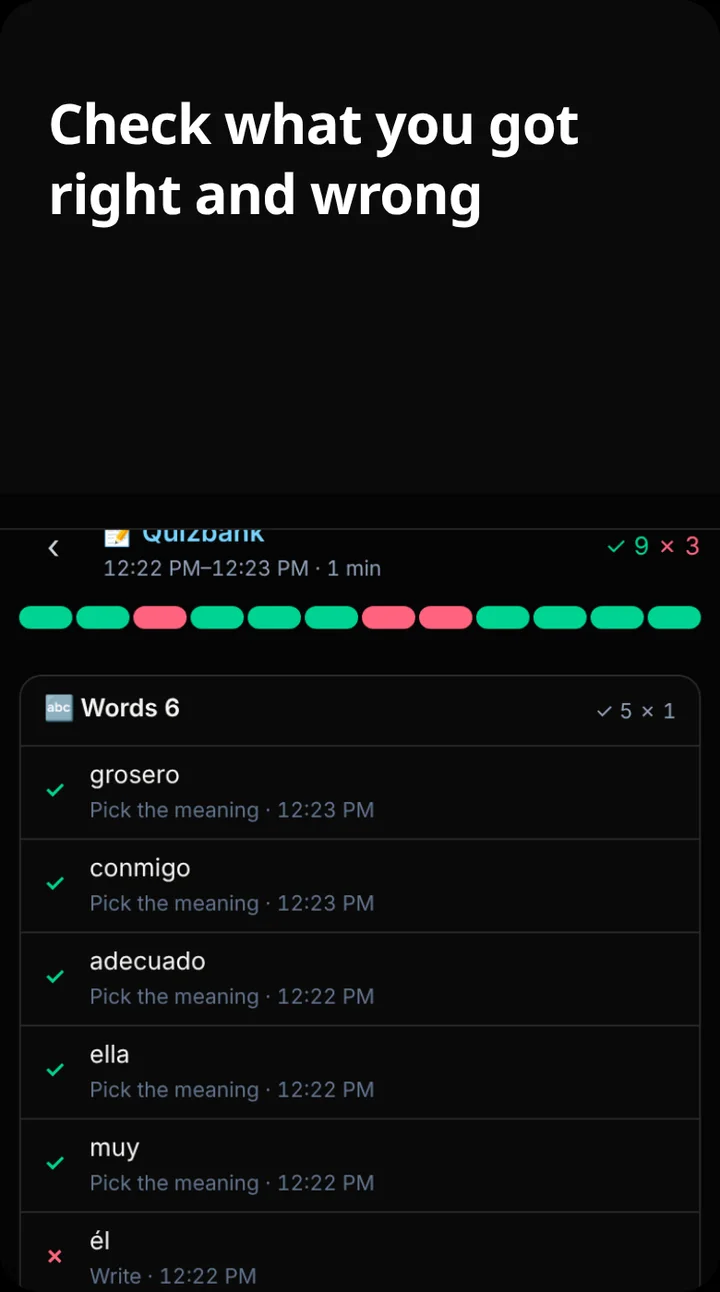 Check what you got
right and wrong
Quizbank
✓ 9 × 3
12:22 PM–12:23 PM · 1 min
abc Words 6
✓ 5 × 1
grosero
Pick the meaning · 12:23 PM
conmigo
Pick the meaning · 12:23 PM
adecuado
Pick the meaning · 12:22 PM
ella
Pick the meaning · 12:22 PM
muy
Pick the meaning · 12:22 PM
él
Write · 12:22 PM